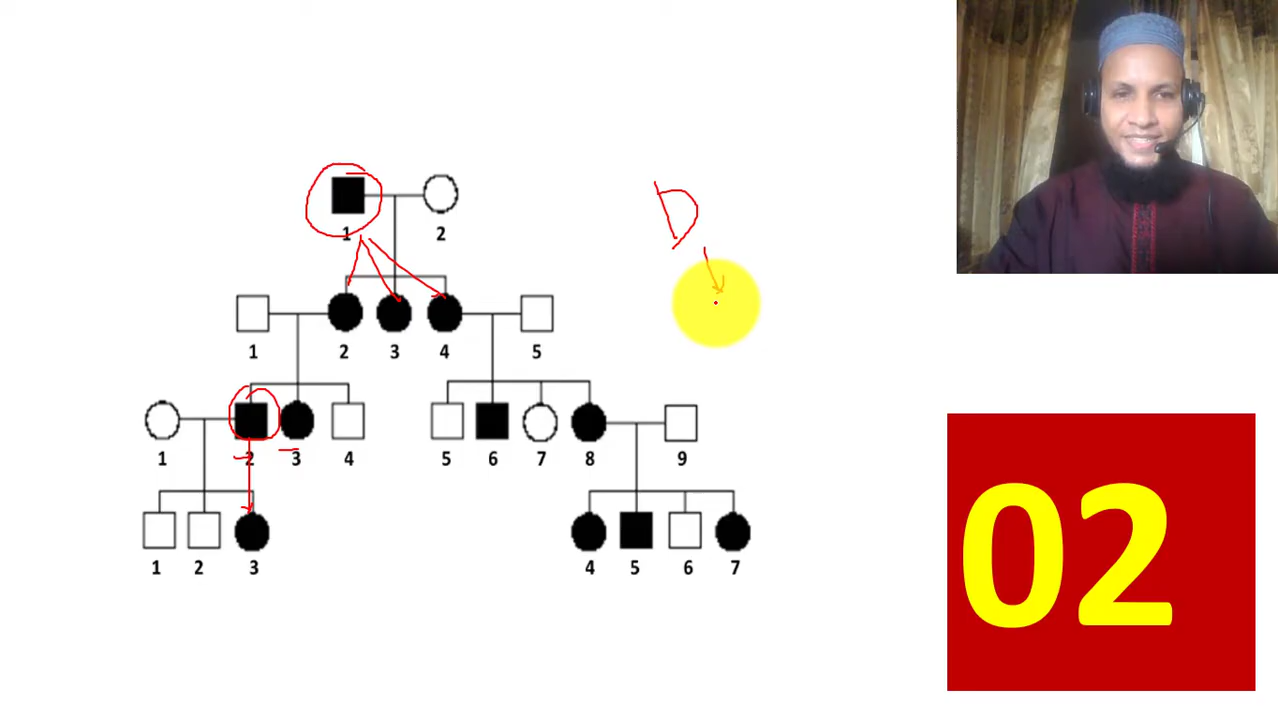 D
1 2
1 2 3 4 5
1 2 3 4 5 6 7 8 9
1 2 3 4 5 6 7
02